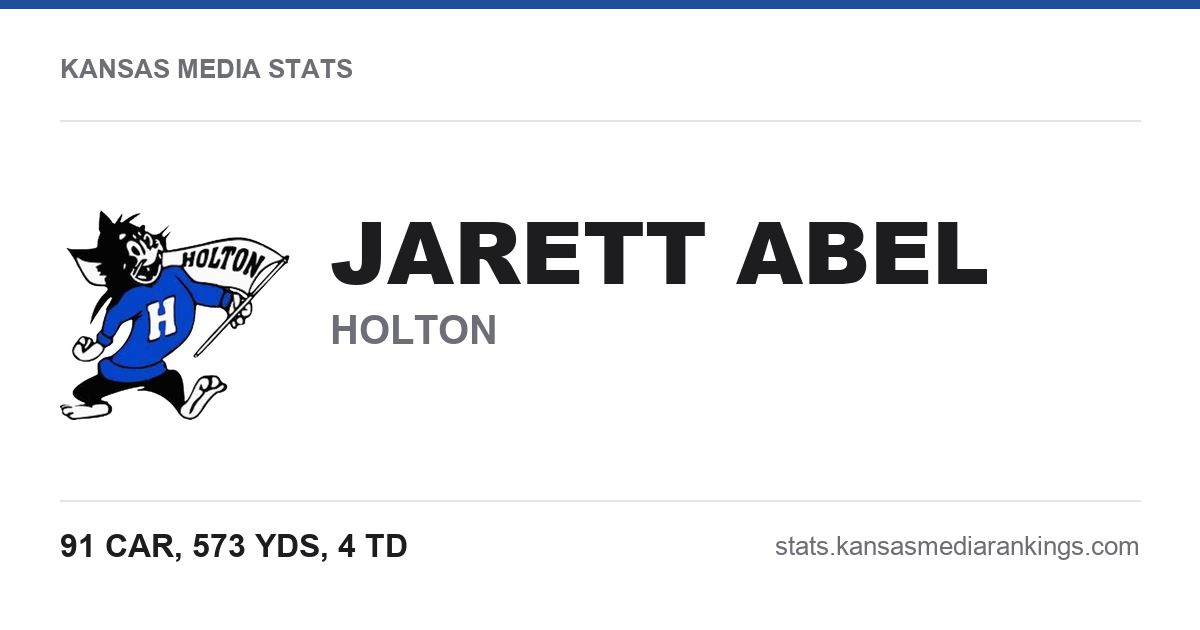 KANSAS MEDIA STATS
HOLTON
H
JARETT ABEL
HOLTON
91 CAR, 573 YDS, 4 TD
stats.kansasmediarankings.com